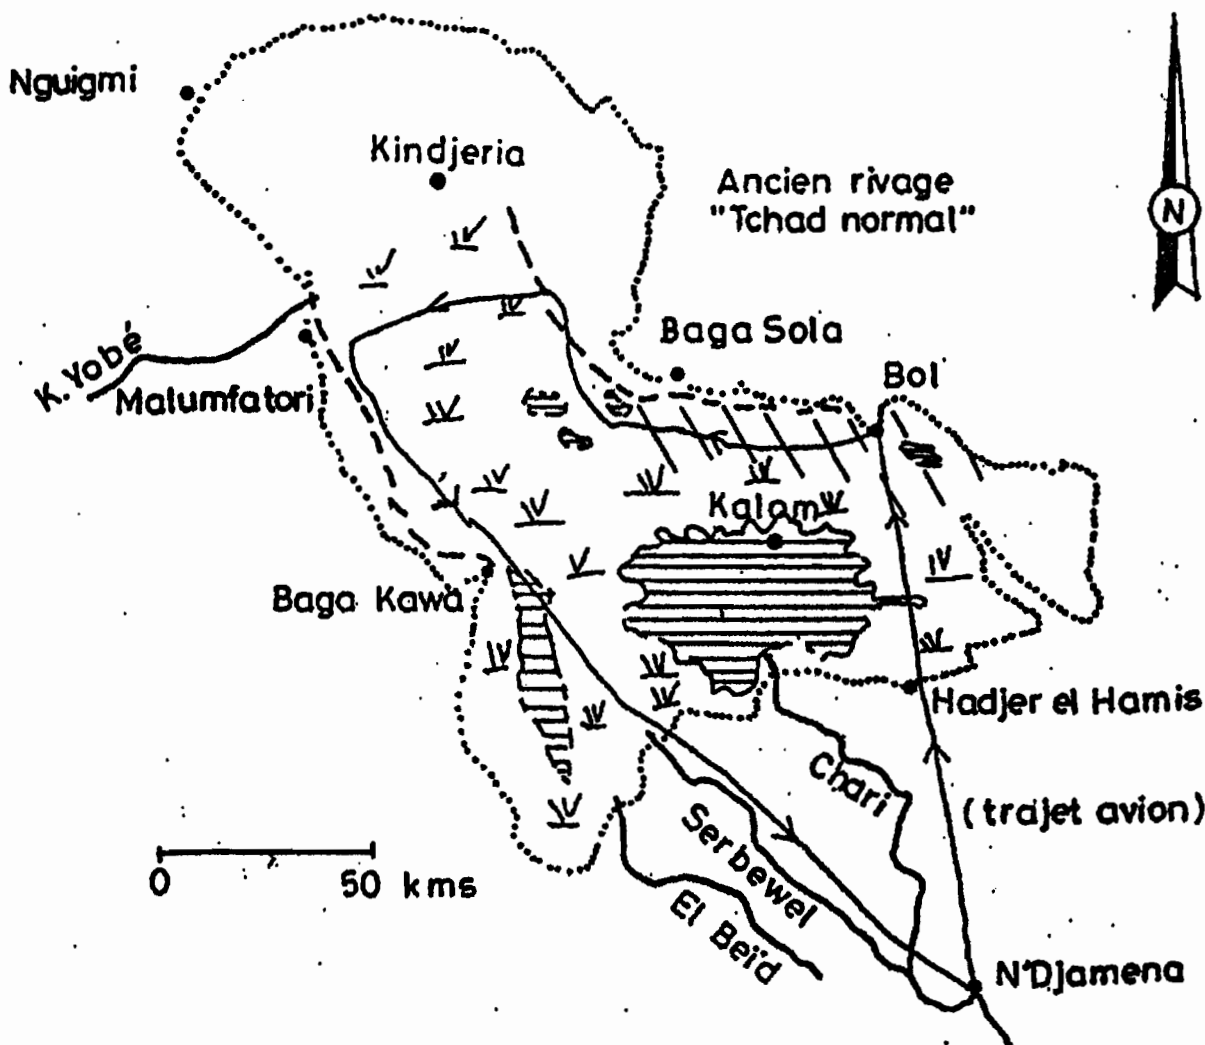 Nguigmi
Kindjeria
Ancien rivage
"Tchad normal"
N
Baga Sola
Bol
K. Yobé
Malumfatori
Kalom
Baga Kawa
Hadjer el Hamis
Chari
(trajet avion)
Serbewel
0 50 kms
El Beïd
N'Djamena